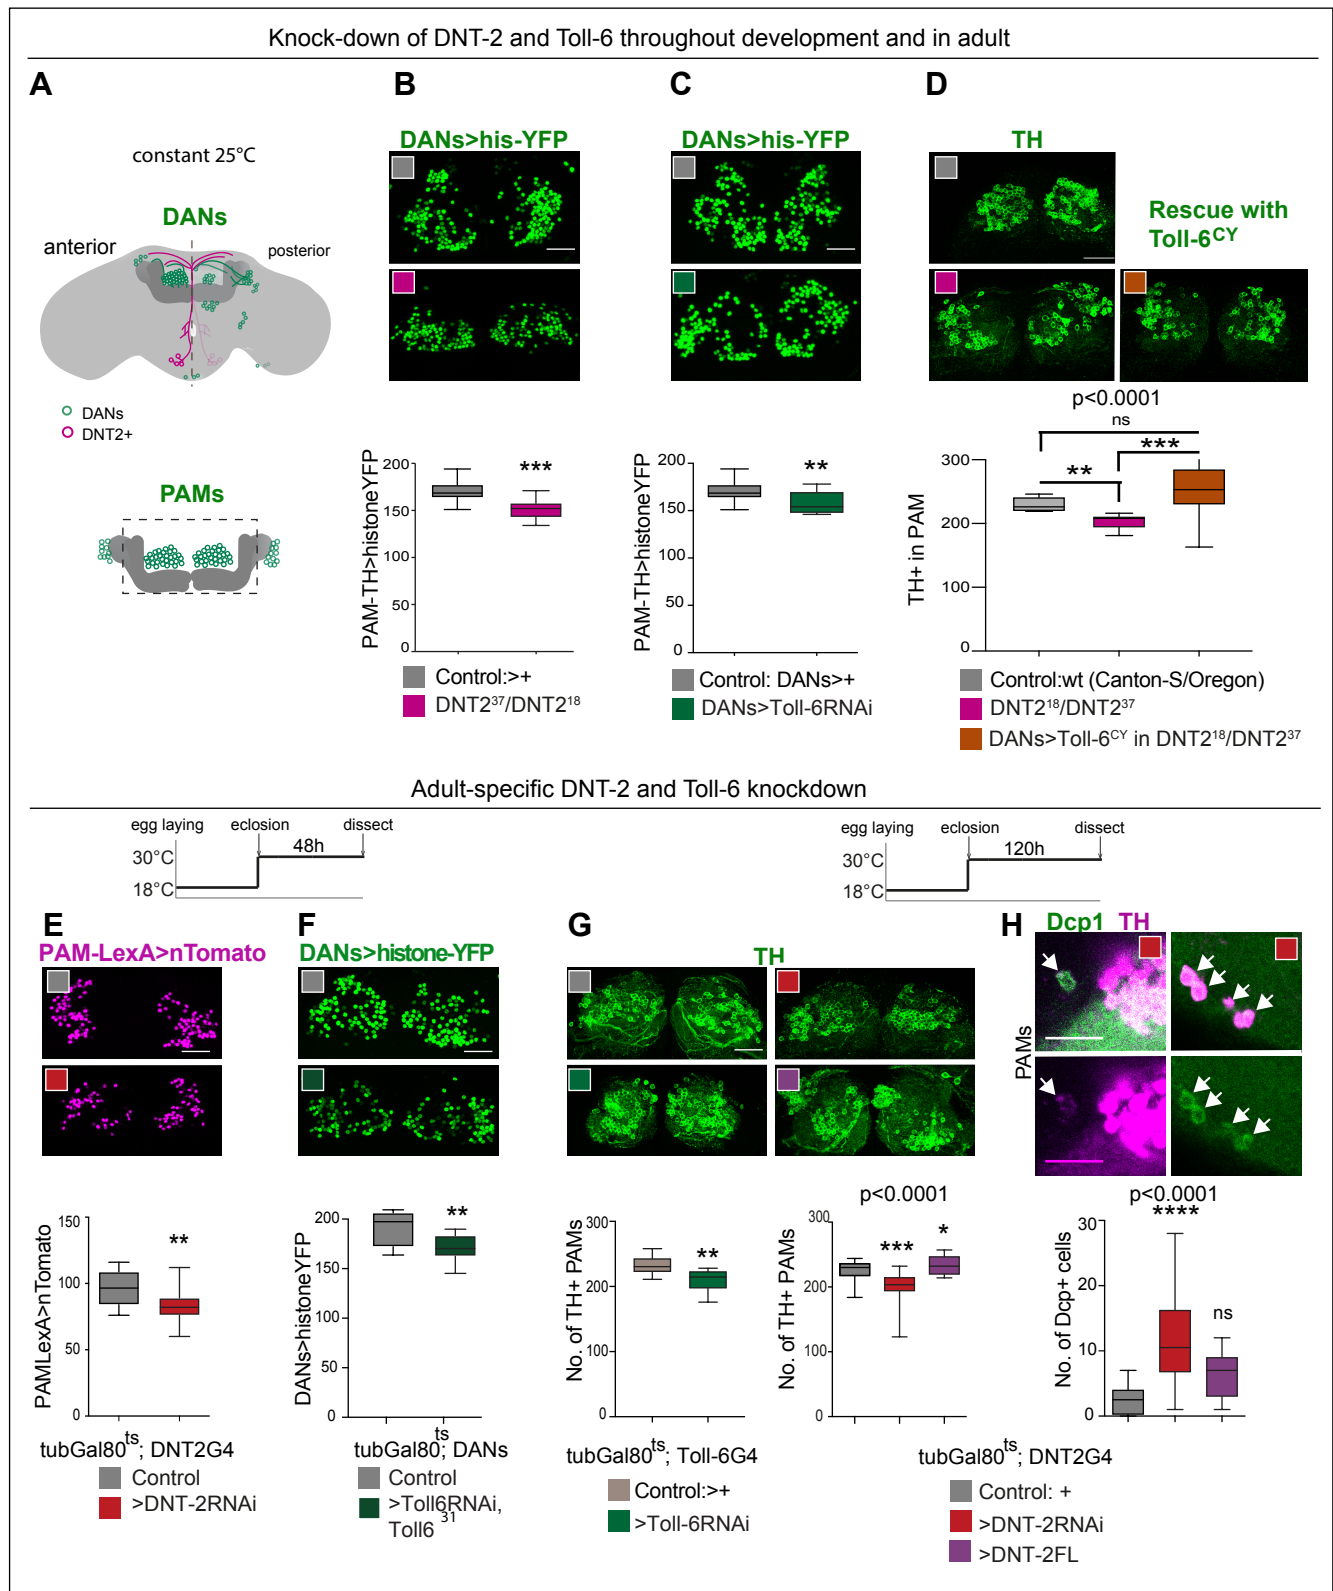 Knock-down of DNT-2 and Toll-6 throughout development and in adult
A
constant 25°C
DANs
anterior
posterior
DANs
DNT2+
PAMs
B
DANs>his-YFP
PAM-TH>histoneYFP
200
150
100
50
0
***
Control:>+
DNT2³⁷/DNT2¹⁸
C
DANs>his-YFP
PAM-TH>histoneYFP
200
150
100
50
0
**
Control: DANs>+
DANs>Toll-6RNAi
D
TH
Rescue with
Toll-6ᶜʸ
p<0.0001
ns
***
**
TH+ in PAM
300
200
100
0
Control:wt (Canton-S/Oregon)
DNT2¹⁸/DNT2³⁷
DANs>Toll-6ᶜʸ in DNT2¹⁸/DNT2³⁷
Adult-specific DNT-2 and Toll-6 knockdown
egg laying eclosion dissect
48h
30°C
18°C
egg laying eclosion dissect
120h
30°C
18°C
E
PAM-LexA>nTomato
PAMLexA>nTomato
150
100
50
0
**
tubGal80ᵗˢ; DNT2G4
Control
>DNT-2RNAi
F
DANs>histone-YFP
DANs>histoneYFP
200
150
100
50
0
**
tubGal80ᵗˢ; DANs
Control
>Toll6RNAi,
Toll6³¹
G
TH
No. of TH+ PAMs
300
200
100
0
**
tubGal80ᵗˢ; Toll-6G4
Control:>+
>Toll-6RNAi
p<0.0001
No. of TH+ PAMs
300
200
100
0
***
*
H
Dcp1 TH
PAMs
p<0.0001
****
ns
No. of Dcp+ cells
30
20
10
0
tubGal80ᵗˢ; DNT2G4
Control: +
>DNT-2RNAi
>DNT-2FL